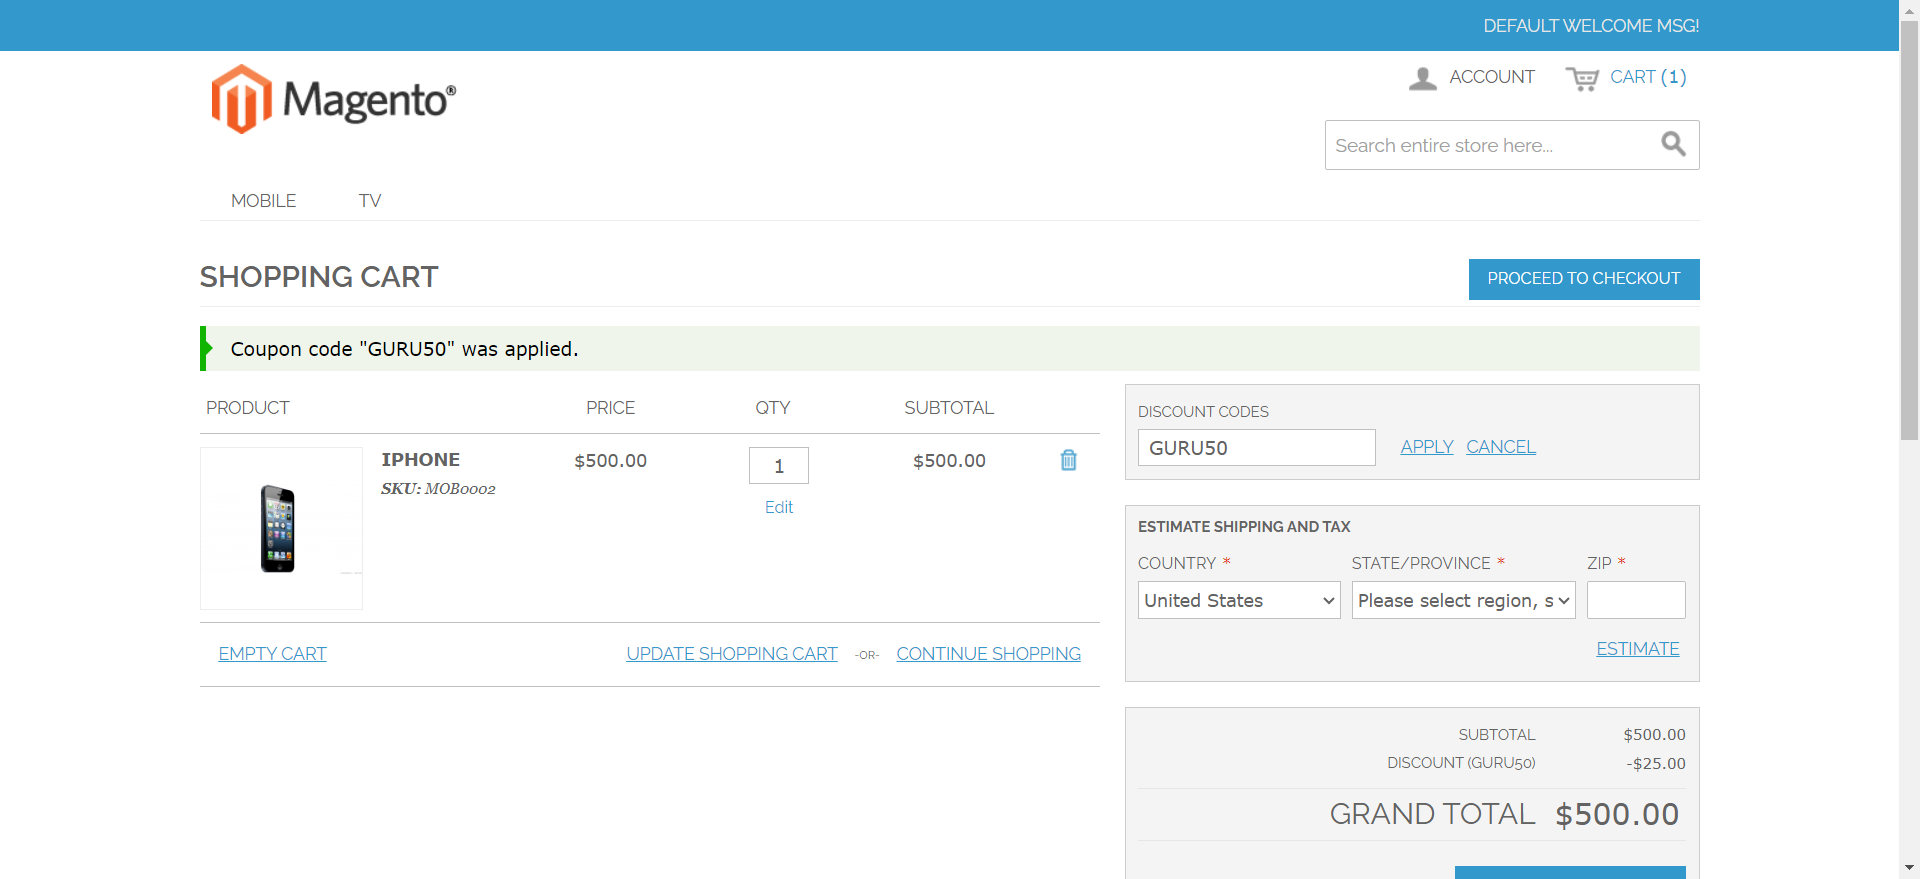 DEFAULT WELCOME MSG!
Magento®
ACCOUNT
CART (1)
Search entire store here...
MOBILE
TV
SHOPPING CART
PROCEED TO CHECKOUT
Coupon code "GURU50" was applied.
PRODUCT PRICE QTY SUBTOTAL
IPHONE $500.00 1 $500.00
SKU: MOB0002
Edit
EMPTY CART
UPDATE SHOPPING CART -OR- CONTINUE SHOPPING
DISCOUNT CODES
GURU50 APPLY CANCEL
ESTIMATE SHIPPING AND TAX
COUNTRY * STATE/PROVINCE * ZIP *
United States Please select region, s
ESTIMATE
SUBTOTAL $500.00
DISCOUNT (GURU50) -$25.00
GRAND TOTAL $500.00